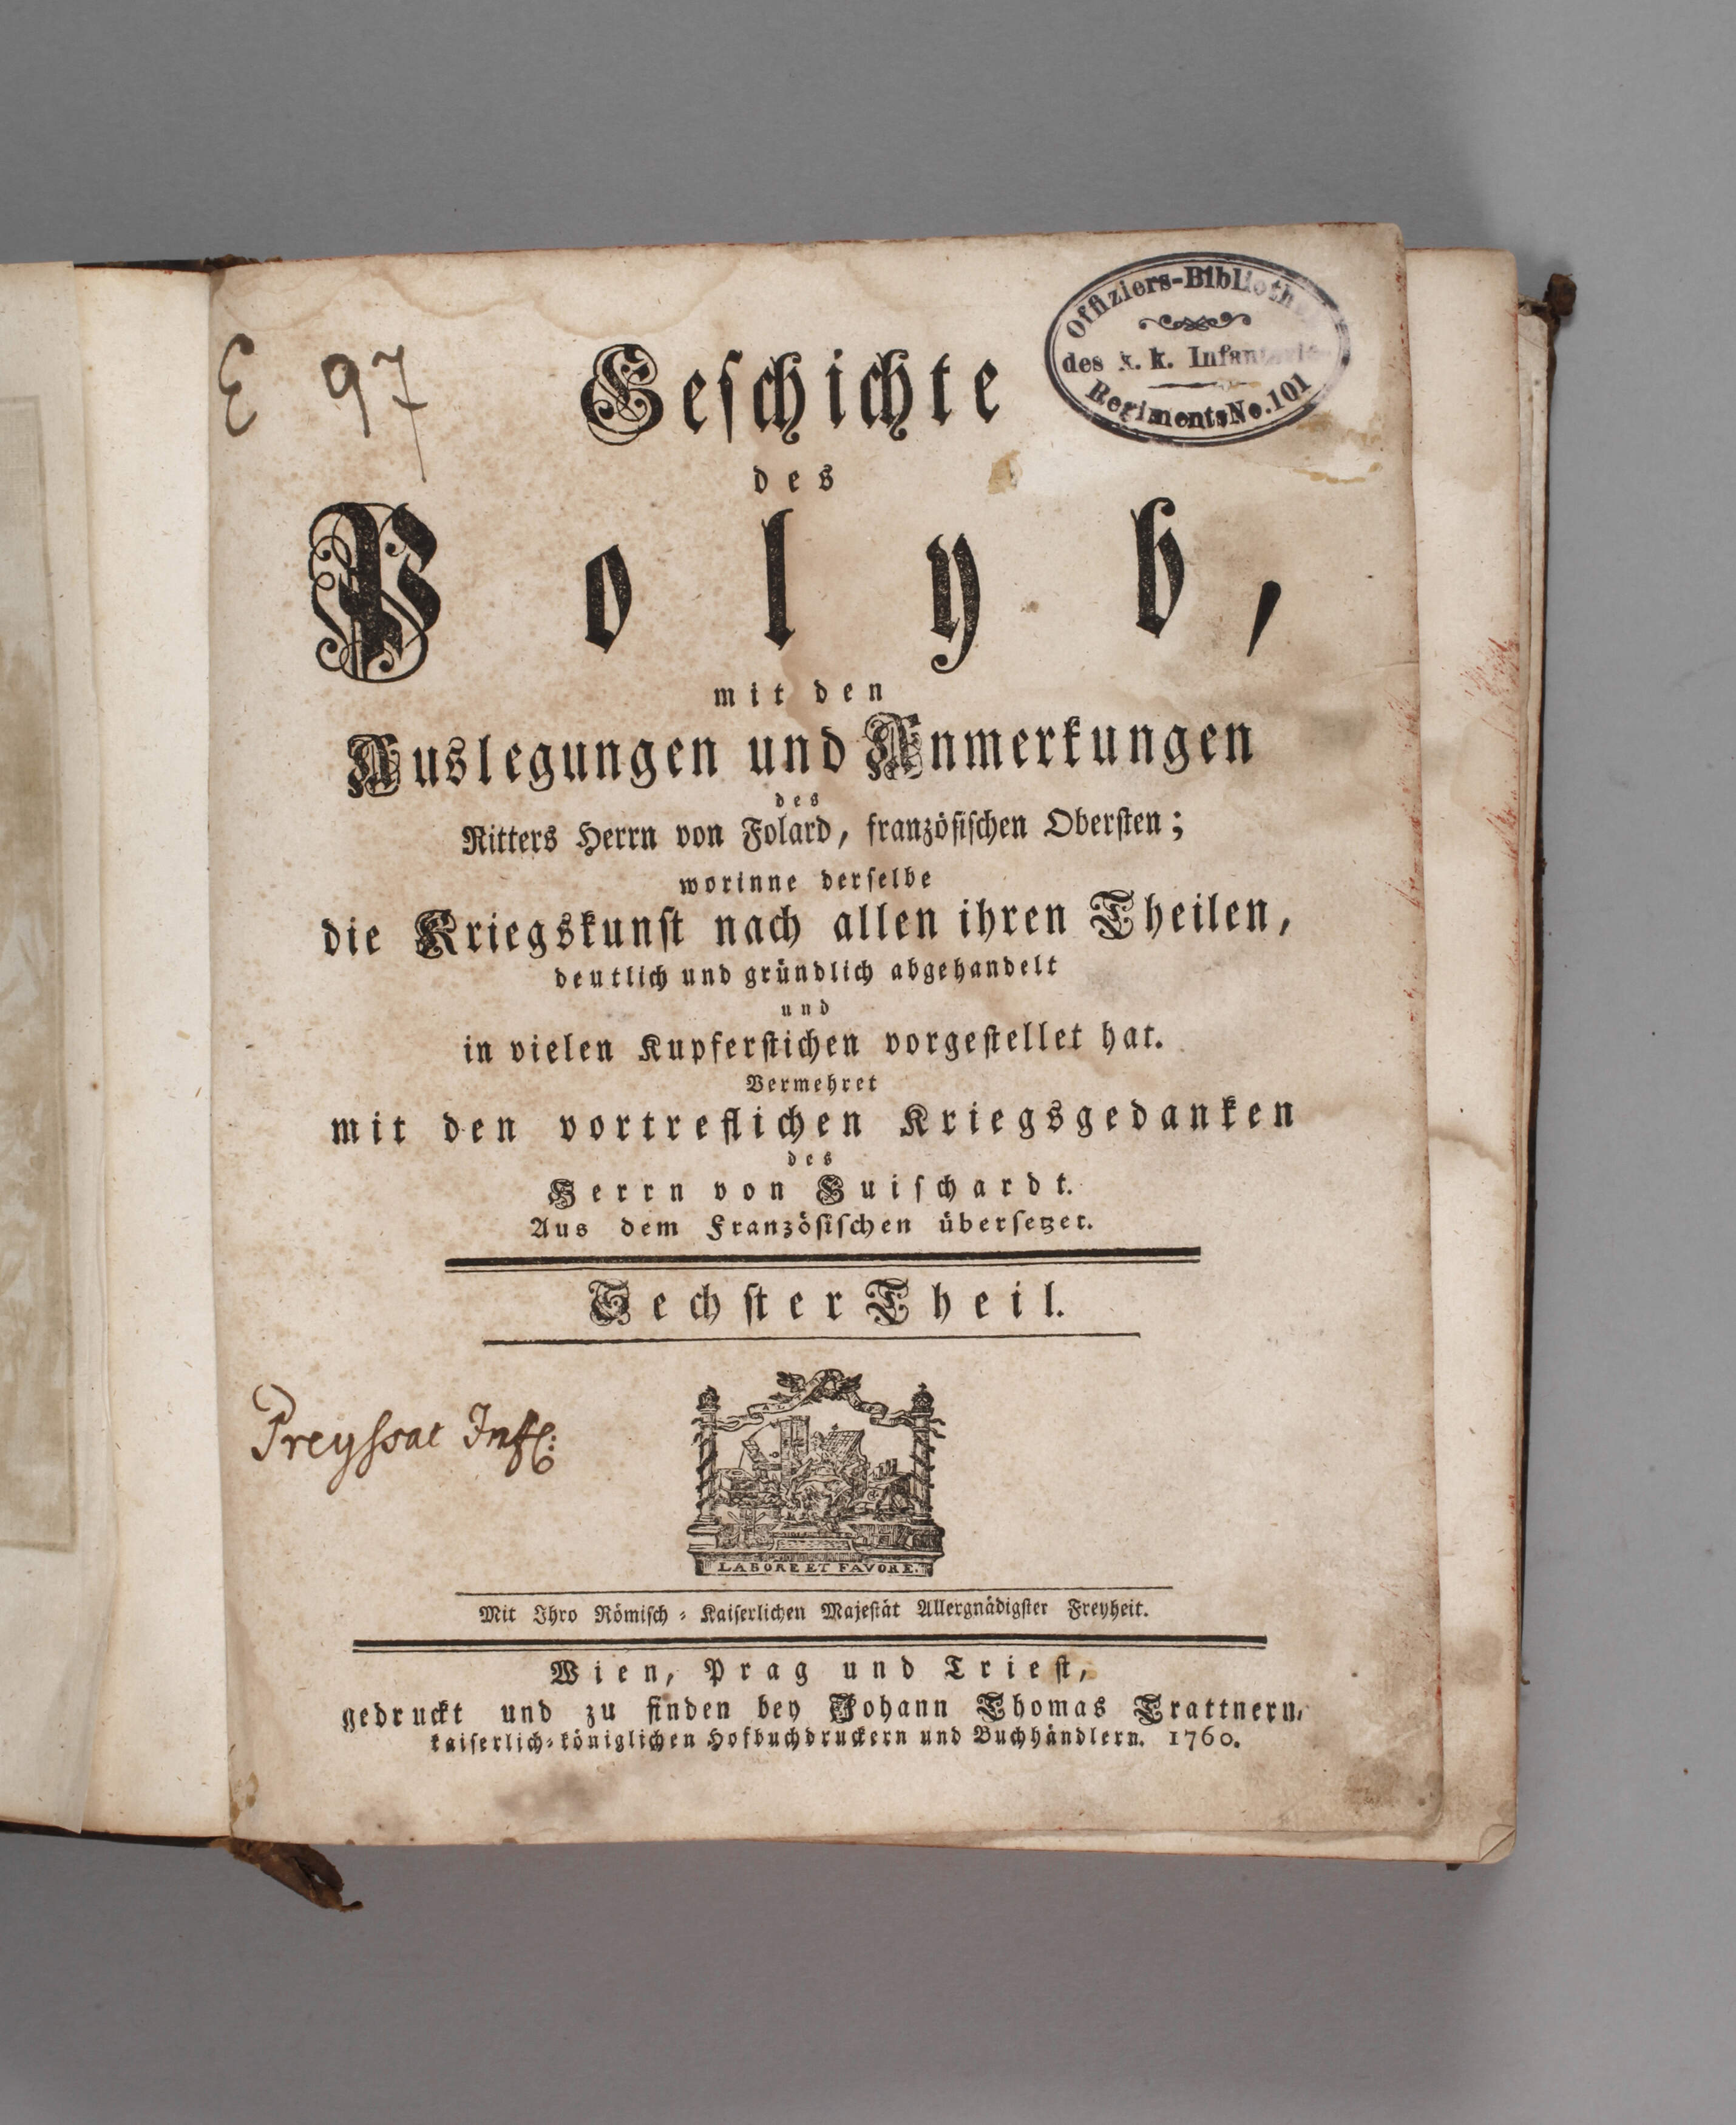 Offiziers-Biblioth
des k. k. Infanterie
Regiments No. 101
E 97
Geschichte
des
Polyb,
mit den
Auslegungen und Anmerkungen
des
Ritters Herrn von Folard, französischen Obersten;
worinne derselbe
die Kriegskunst nach allen ihren Theilen,
deutlich und gründlich abgehandelt
und
in vielen Kupferstichen vorgestellet hat.
Vermehret
mit den vortreflichen Kriegsgedanken
des
Herrn von Guischardt.
Aus dem Französischen übersetzet.
Sechster Theil.
LABORE ET FAVORE.
Mit Ihro Römisch-Kaiserlichen Majestät Allergnädigster Freyheit.
Wien, Prag und Triest,
gedruckt und zu finden bey Johann Thomas Trattnern,
kaiserlich-königlichen Hofbuchdruckern und Buchhändlern. 1760.